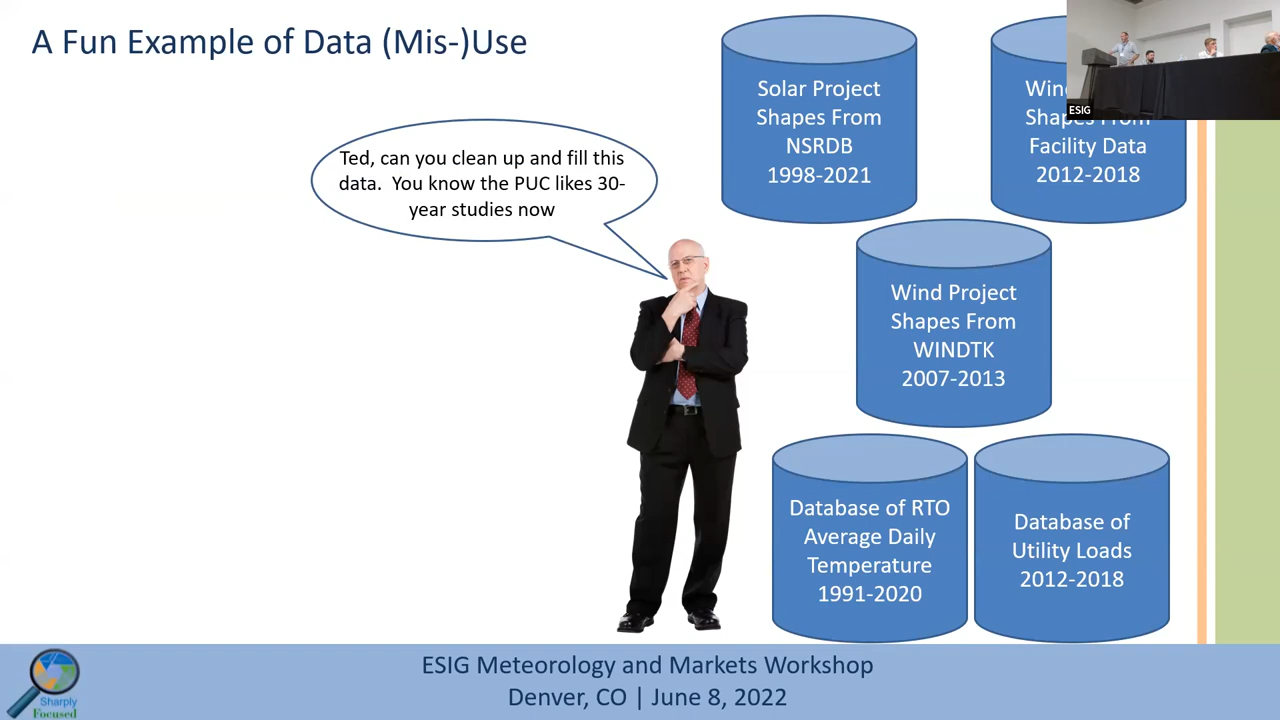 A Fun Example of Data (Mis-)Use
Ted, can you clean up and fill this
data. You know the PUC likes 30-
year studies now
Solar Project
Shapes From
NSRDB
1998-2021
Shapes From
Facility Data
2012-2018
ESIG
Wind Project
Shapes From
WINDTK
2007-2013
Database of RTO
Average Daily
Temperature
1991-2020
Database of
Utility Loads
2012-2018
Sharply
Focused
ESIG Meteorology and Markets Workshop
Denver, CO | June 8, 2022